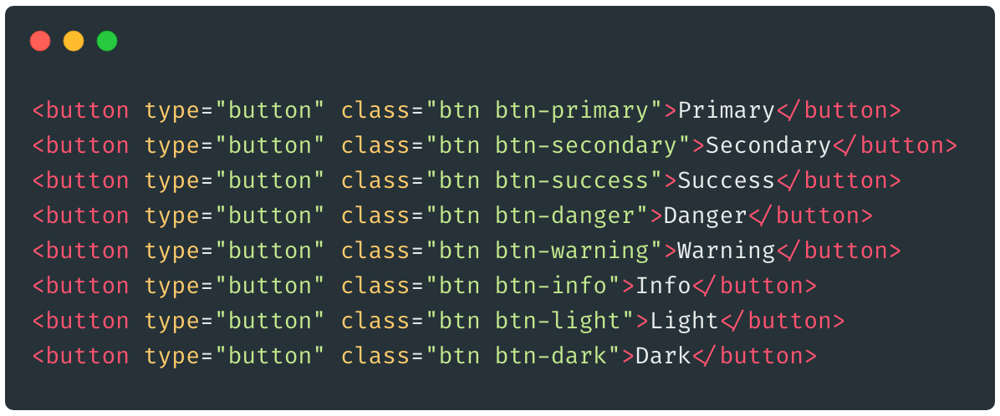 <button type="button" class="btn btn-primary">Primary</button>
<button type="button" class="btn btn-secondary">Secondary</button>
<button type="button" class="btn btn-success">Success</button>
<button type="button" class="btn btn-danger">Danger</button>
<button type="button" class="btn btn-warning">Warning</button>
<button type="button" class="btn btn-info">Info</button>
<button type="button" class="btn btn-light">Light</button>
<button type="button" class="btn btn-dark">Dark</button>